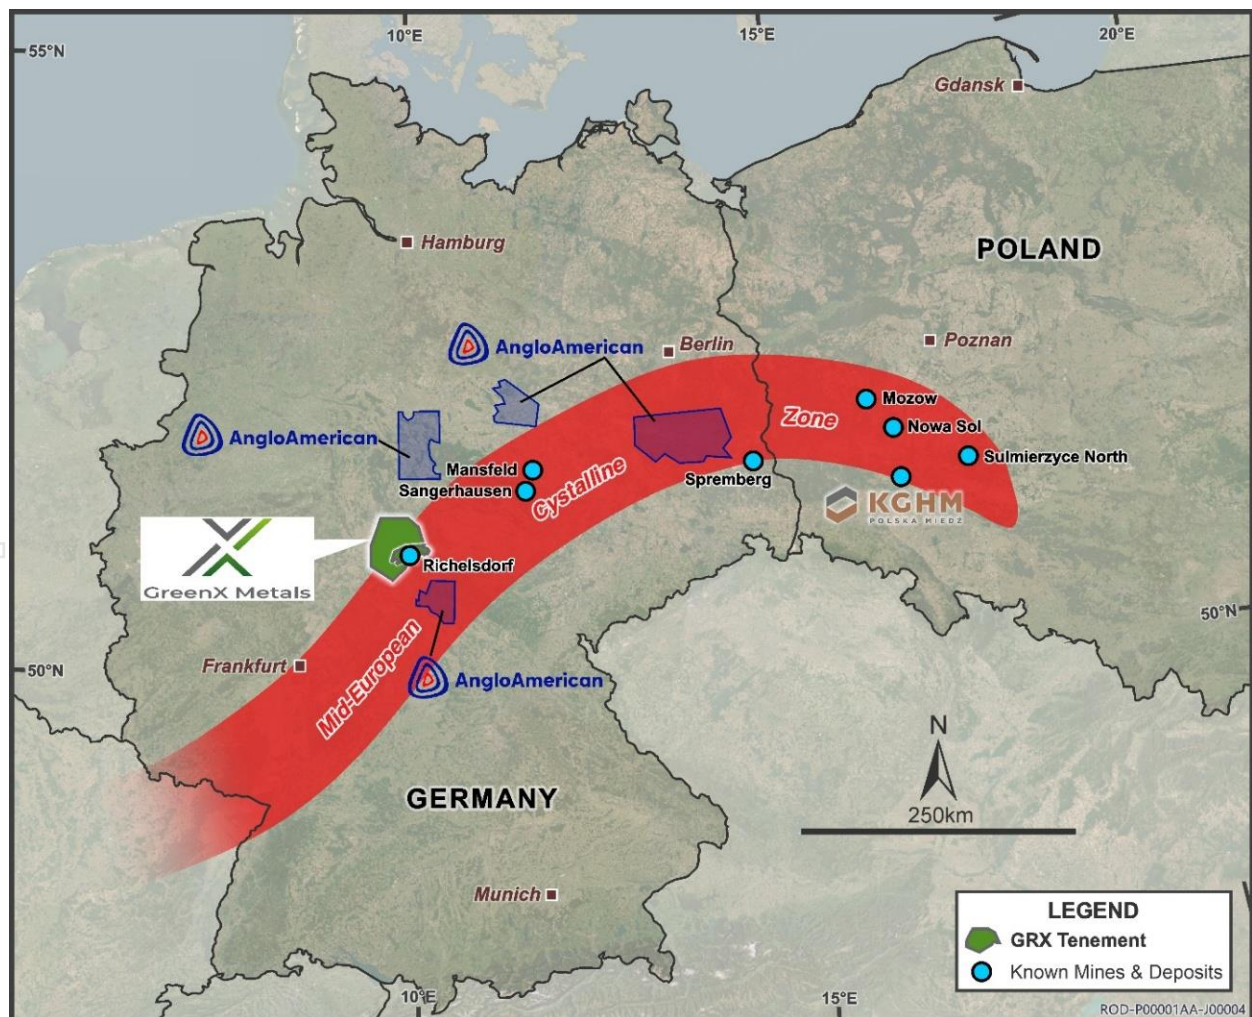 10°E
15°E
20°E
55°N
Gdansk
Hamburg
POLAND
AngloAmerican
Berlin
Poznan
Mozow
Zone
Nowa Sol
AngloAmerican
Mansfeld
Sulmierzyce North
Sangerhausen
Cystalline
Spremberg
KGHM
POLSKA MIEDŹ
GreenX Metals
Richelsdorf
50°N
Mid-European
Frankfurt
50°N
AngloAmerican
N
GERMANY
250km
Munich
LEGEND
GRX Tenement
Known Mines & Deposits
10°E
15°E
ROD-P00001AA-J00004